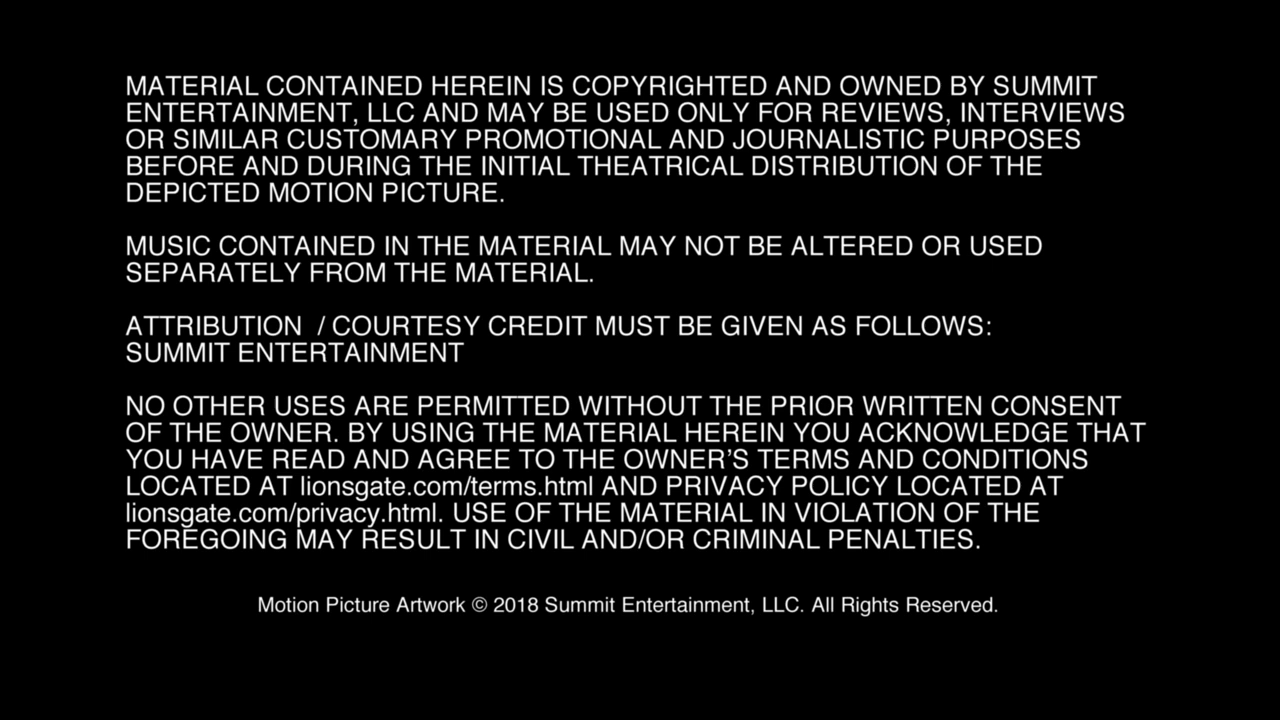 MATERIAL CONTAINED HEREIN IS COPYRIGHTED AND OWNED BY SUMMIT
ENTERTAINMENT, LLC AND MAY BE USED ONLY FOR REVIEWS, INTERVIEWS
OR SIMILAR CUSTOMARY PROMOTIONAL AND JOURNALISTIC PURPOSES
BEFORE AND DURING THE INITIAL THEATRICAL DISTRIBUTION OF THE
DEPICTED MOTION PICTURE.
MUSIC CONTAINED IN THE MATERIAL MAY NOT BE ALTERED OR USED
SEPARATELY FROM THE MATERIAL.
ATTRIBUTION  / COURTESY CREDIT MUST BE GIVEN AS FOLLOWS:
SUMMIT ENTERTAINMENT
NO OTHER USES ARE PERMITTED WITHOUT THE PRIOR WRITTEN CONSENT
OF THE OWNER. BY USING THE MATERIAL HEREIN YOU ACKNOWLEDGE THAT
YOU HAVE READ AND AGREE TO THE OWNER’S TERMS AND CONDITIONS
LOCATED AT lionsgate.com/terms.html AND PRIVACY POLICY LOCATED AT
lionsgate.com/privacy.html. USE OF THE MATERIAL IN VIOLATION OF THE
FOREGOING MAY RESULT IN CIVIL AND/OR CRIMINAL PENALTIES.
Motion Picture Artwork © 2018 Summit Entertainment, LLC. All Rights Reserved.